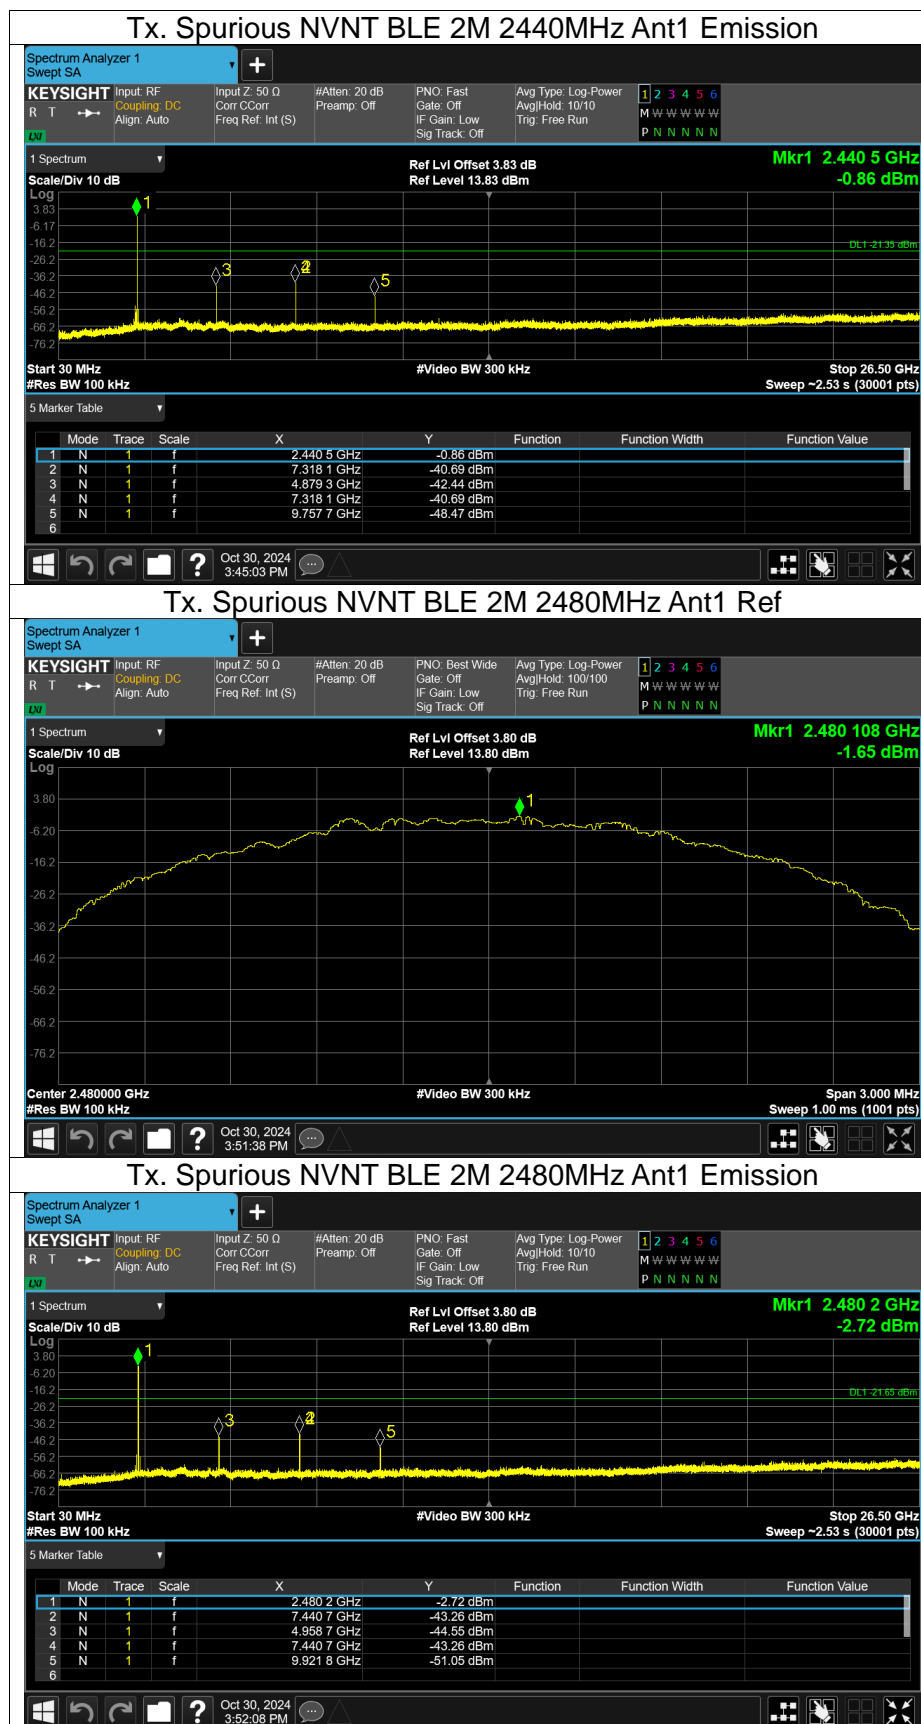 Tx. Spurious NVNT BLE 2M 2440MHz Ant1 Emission
Spectrum Analyzer 1
Swept SA
+
KEYSIGHT Input: RF Input Z: 50 Ω #Atten: 20 dB PNO: Fast Avg Type: Log-Power 1 2 3 4 5 6
R T Coupling: DC Corr CCorr Preamp: Off Gate: Off Avg|Hold: 10/10 M W W W W W
Align: Auto Freq Ref: Int (S) IF Gain: Low Trig: Free Run
LXI Sig Track: Off P N N N N N
1 Spectrum Ref Lvl Offset 3.83 dB Mkr1 2.440 5 GHz
Scale/Div 10 dB Ref Level 13.83 dBm -0.86 dBm
Log
3.83 1
-6.17
-16.2 DL1 -21.35 dBm
-26.2
-36.2 3 5
-46.2
-56.2
-66.2
-76.2
Start 30 MHz #Video BW 300 kHz Stop 26.50 GHz
#Res BW 100 kHz Sweep ~2.53 s (30001 pts)
5 Marker Table
Mode Trace Scale X Y Function Function Width Function Value
1 N 1 f 2.440 5 GHz -0.86 dBm
2 N 1 f 7.318 1 GHz -40.69 dBm
3 N 1 f 4.879 3 GHz -42.44 dBm
4 N 1 f 7.318 1 GHz -40.69 dBm
5 N 1 f 9.757 7 GHz -48.47 dBm
6
? Oct 30, 2024
3:45:03 PM
Tx. Spurious NVNT BLE 2M 2480MHz Ant1 Ref
Spectrum Analyzer 1
Swept SA
+
KEYSIGHT Input: RF Input Z: 50 Ω #Atten: 20 dB PNO: Best Wide Avg Type: Log-Power 1 2 3 4 5 6
R T Coupling: DC Corr CCorr Preamp: Off Gate: Off Avg|Hold: 100/100 M W W W W W
Align: Auto Freq Ref: Int (S) IF Gain: Low Trig: Free Run
LXI Sig Track: Off P N N N N N
1 Spectrum Ref Lvl Offset 3.80 dB Mkr1 2.480 108 GHz
Scale/Div 10 dB Ref Level 13.80 dBm -1.65 dBm
Log
3.80 1
-6.20
-16.2
-26.2
-36.2
-46.2
-56.2
-66.2
-76.2
Center 2.480000 GHz #Video BW 300 kHz Span 3.000 MHz
#Res BW 100 kHz Sweep 1.00 ms (1001 pts)
? Oct 30, 2024
3:51:38 PM
Tx. Spurious NVNT BLE 2M 2480MHz Ant1 Emission
Spectrum Analyzer 1
Swept SA
+
KEYSIGHT Input: RF Input Z: 50 Ω #Atten: 20 dB PNO: Fast Avg Type: Log-Power 1 2 3 4 5 6
R T Coupling: DC Corr CCorr Preamp: Off Gate: Off Avg|Hold: 10/10 M W W W W W
Align: Auto Freq Ref: Int (S) IF Gain: Low Trig: Free Run
LXI Sig Track: Off P N N N N N
1 Spectrum Ref Lvl Offset 3.80 dB Mkr1 2.480 2 GHz
Scale/Div 10 dB Ref Level 13.80 dBm -2.72 dBm
Log
3.80 1
-6.20
-16.2 DL1 -21.65 dBm
-26.2
-36.2 3 5
-46.2
-56.2
-66.2
-76.2
Start 30 MHz #Video BW 300 kHz Stop 26.50 GHz
#Res BW 100 kHz Sweep ~2.53 s (30001 pts)
5 Marker Table
Mode Trace Scale X Y Function Function Width Function Value
1 N 1 f 2.480 2 GHz -2.72 dBm
2 N 1 f 7.440 7 GHz -43.26 dBm
3 N 1 f 4.958 7 GHz -44.55 dBm
4 N 1 f 7.440 7 GHz -43.26 dBm
5 N 1 f 9.921 8 GHz -51.05 dBm
6
? Oct 30, 2024
3:52:08 PM